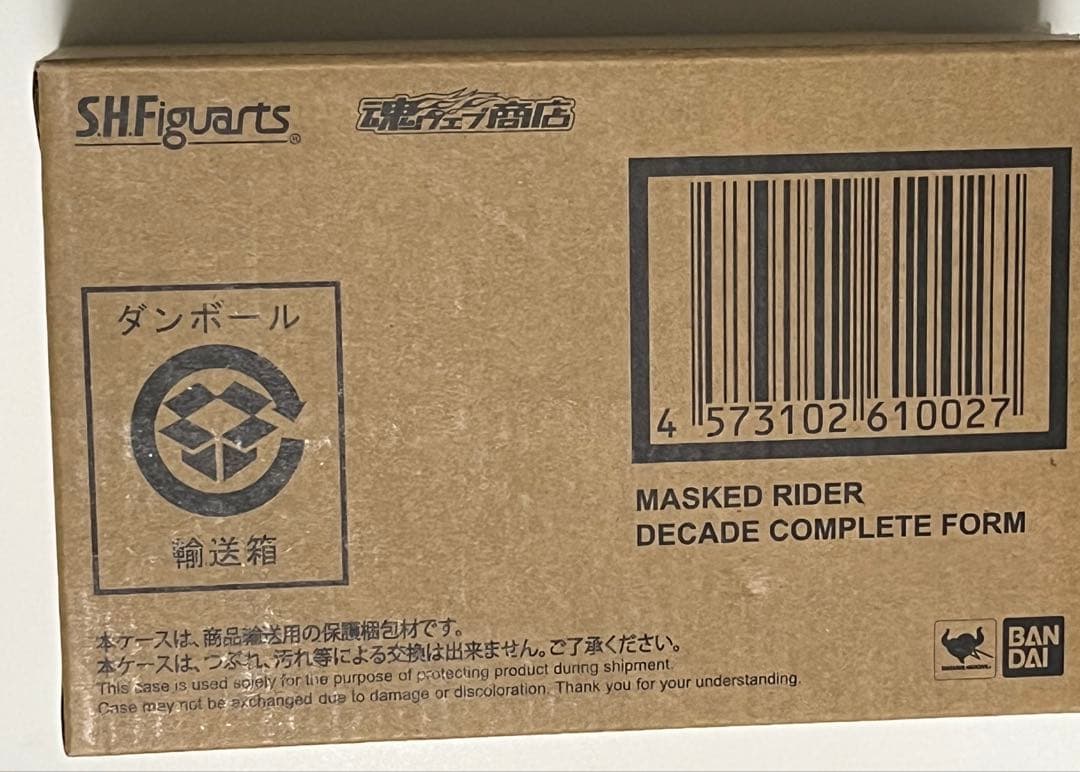 S.H.Figuarts®
魂ウェブ商店
4 573102 610027
MASKED RIDER
DECADE COMPLETE FORM
ダンボール
輸送箱
本ケースは、商品輸送用の保護梱包材です。
本ケースは、つぶれ、汚れ等による交換は出来ません。ご了承ください。
This case is used solely for the purpose of protecting product during shipment.
Case may not be exchanged due to damage or discoloration. Thank you for your understanding.
BAN
DAI